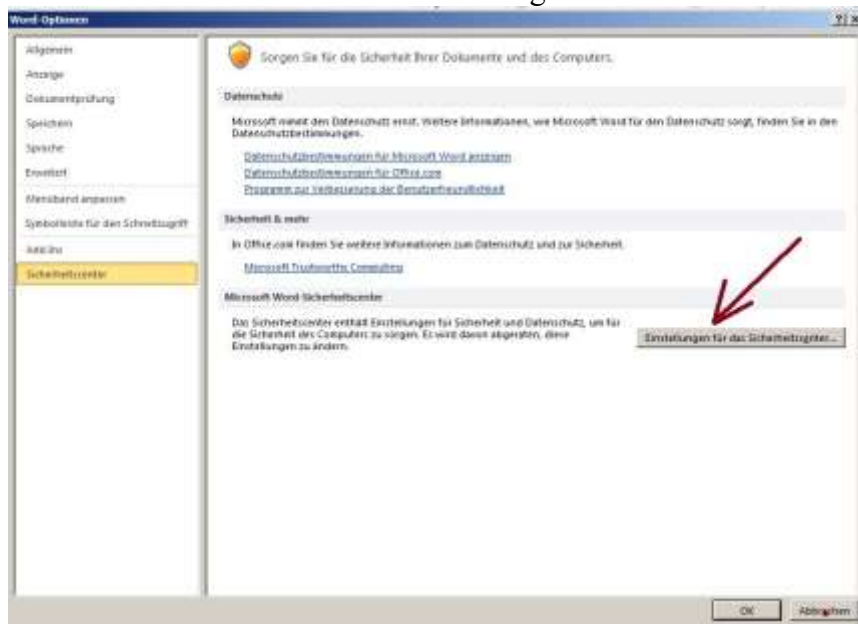 Word-Optionen
Allgemein
Anzeige
Dokumentprüfung
Speichern
Sprache
Erweitert
Menüband anpassen
Symbolleiste für den Schnellzugriff
Add-Ins
Sicherheitscenter
Sorgen Sie für die Sicherheit Ihrer Dokumente und des Computers.
Datenschutz
Microsoft nimmt den Datenschutz ernst. Weitere Informationen, wie Microsoft Word für den Datenschutz sorgt, finden Sie in den
Datenschutzbestimmungen.
Datenschutzbestimmungen für Microsoft Word anzeigen
Datenschutzbestimmungen für Office.com
Programm zur Verbesserung der Benutzerfreundlichkeit
Sicherheit & mehr
In Office.com finden Sie weitere Informationen zum Datenschutz und zur Sicherheit.
Microsoft Trustworthy Computing
Microsoft Word Sicherheitscenter
Das Sicherheitscenter enthält Einstellungen für Sicherheit und Datenschutz, um für
die Sicherheit des Computers zu sorgen. Es wird davon abgeraten, diese
Einstellungen zu ändern.
Einstellungen für das Sicherheitscenter...
OK
Abbrechen